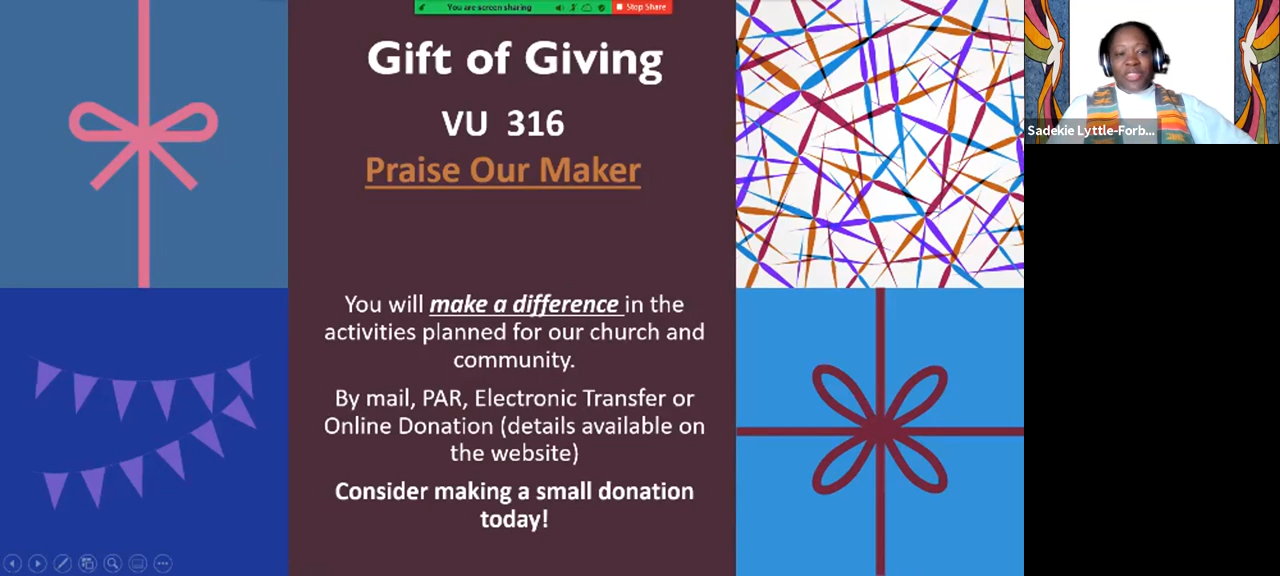 You are screen sharing
Stop Share
Gift of Giving
VU 316
Praise Our Maker
You will make a difference in the
activities planned for our church and
community.
By mail, PAR, Electronic Transfer or
Online Donation (details available on
the website)
Consider making a small donation
today!
Sadekie Lyttle-Forb...